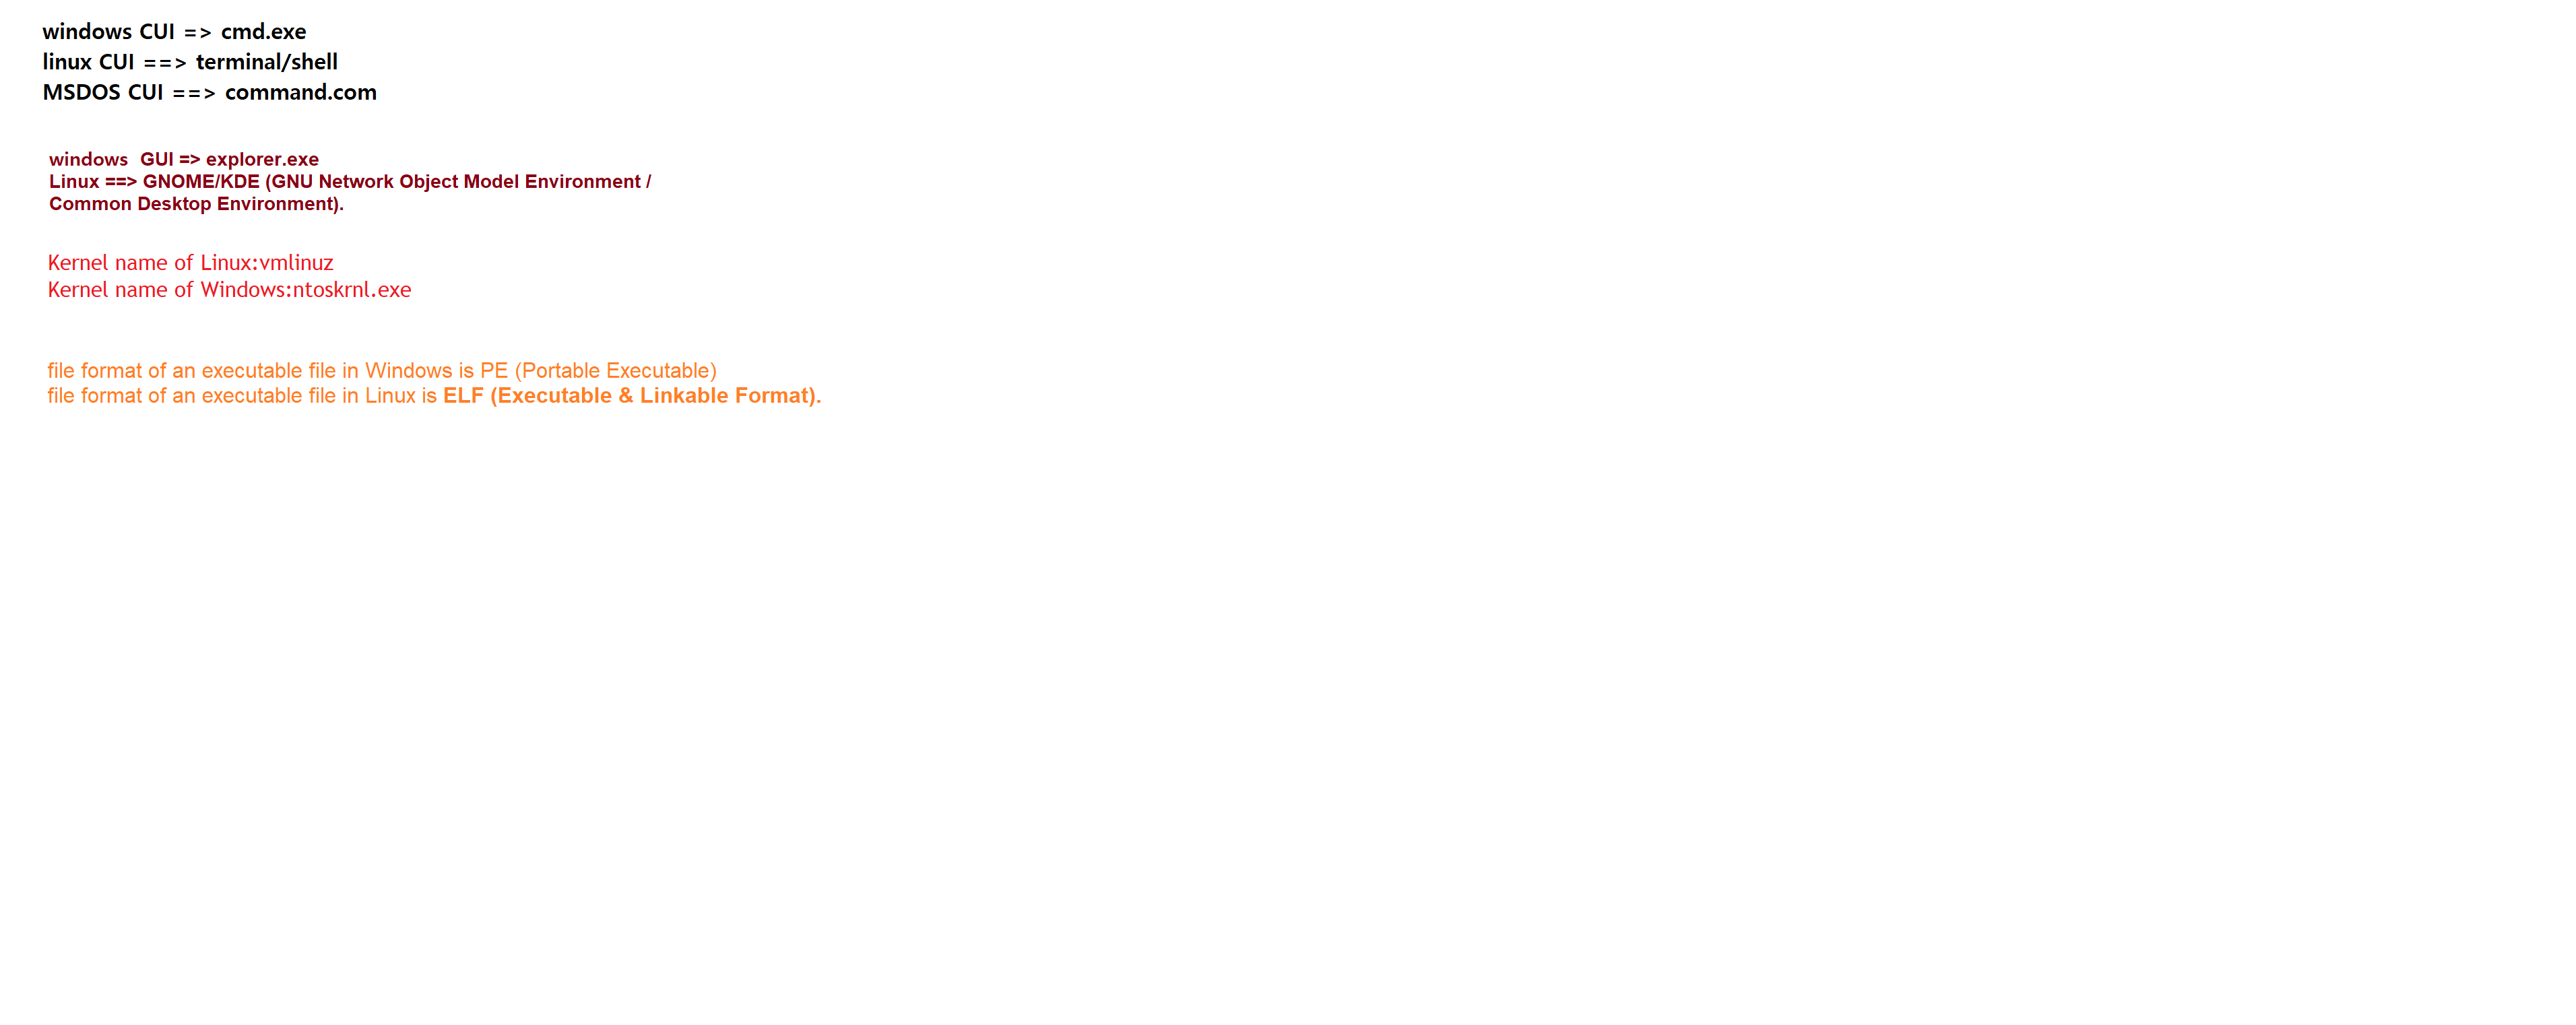 windows CUI => cmd.exe
linux CUI ==> terminal/shell
MSDOS CUI ==> command.com
windows  GUI => explorer.exe
Linux ==> GNOME/KDE (GNU Network Object Model Environment /
Common Desktop Environment).
Kernel name of Linux:vmlinuz
Kernel name of Windows:ntoskrnl.exe
file format of an executable file in Windows is PE (Portable Executable)
file format of an executable file in Linux is ELF (Executable & Linkable Format).